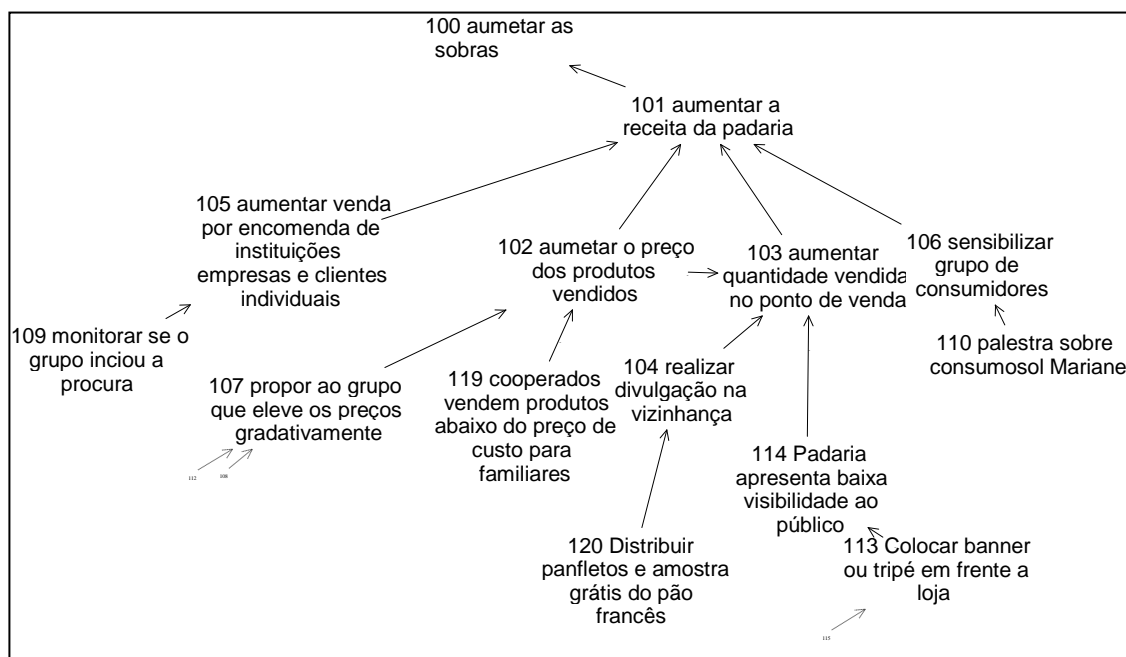 100 aumetar as
sobras
101 aumentar a
receita da padaria
105 aumentar venda
por encomenda de
instituições
empresas e clientes
individuais
102 aumetar o preço
dos produtos
vendidos
103 aumentar
quantidade vendida
no ponto de venda
106 sensibilizar
grupo de
consumidores
109 monitorar se o
grupo inciou a
procura
107 propor ao grupo
que eleve os preços
gradativamente
119 cooperados
vendem produtos
abaixo do preço de
custo para
familiares
104 realizar
divulgação na
vizinhança
110 palestra sobre
consumosol Mariane
114 Padaria
apresenta baixa
visibilidade ao
público
112
108
120 Distribuir
panfletos e amostra
grátis do pão
francês
113 Colocar banner
ou tripé em frente a
loja
115